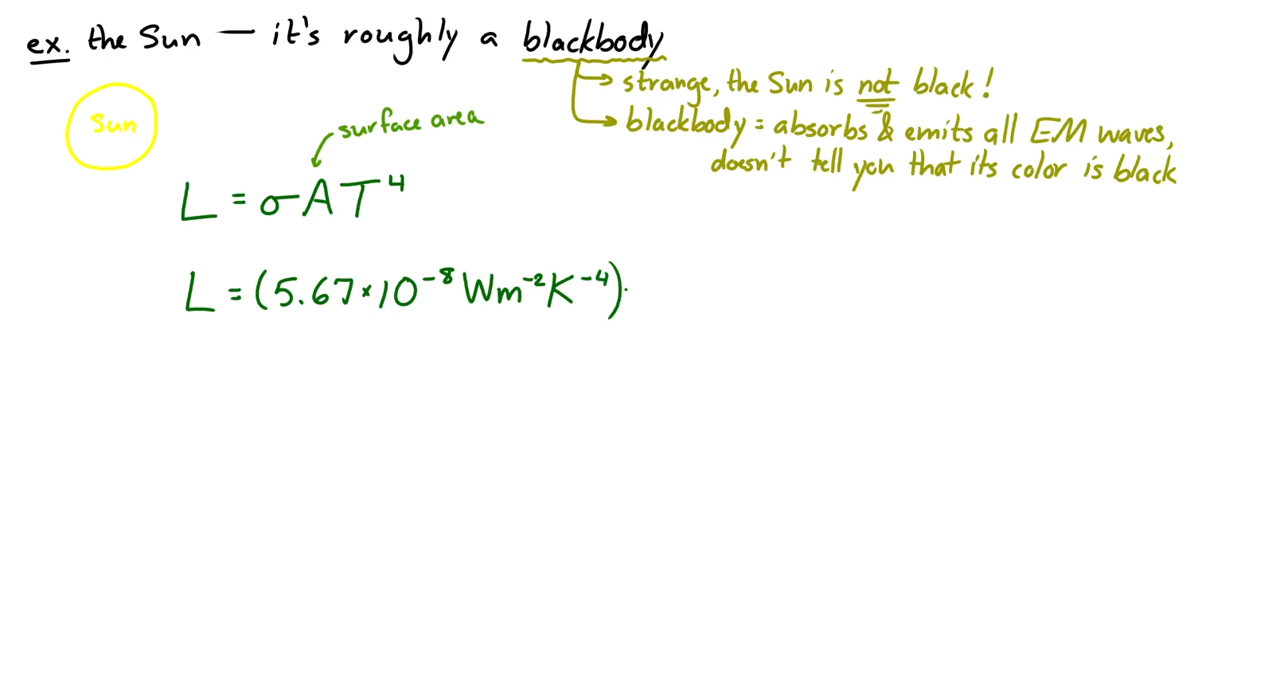 ex. the Sun — it's roughly a blackbody
→ strange, the Sun is not black!
Sun
surface area
→ blackbody = absorbs & emits all EM waves,
doesn't tell you that its color is black
L = σAT⁴
L = (5.67×10⁻⁸ Wm⁻²K⁻⁴)·